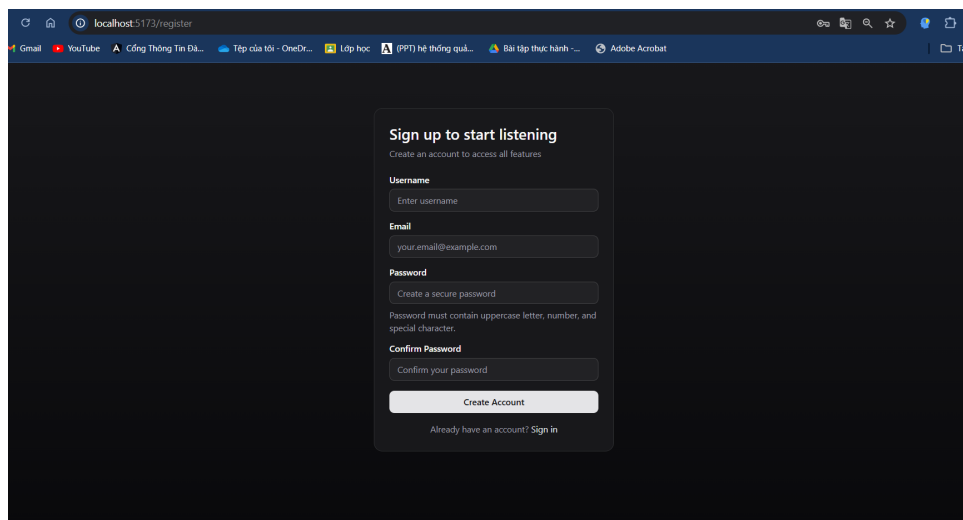 localhost:5173/register
Gmail YouTube Cổng Thông Tin Đà... Tệp của tôi - OneDr... Lớp học (PPT) hệ thống quả... Bài tập thực hành -... Adobe Acrobat
Sign up to start listening
Create an account to access all features
Username
Enter username
Email
your.email@example.com
Password
Create a secure password
Password must contain uppercase letter, number, and
special character.
Confirm Password
Confirm your password
Create Account
Already have an account? Sign in